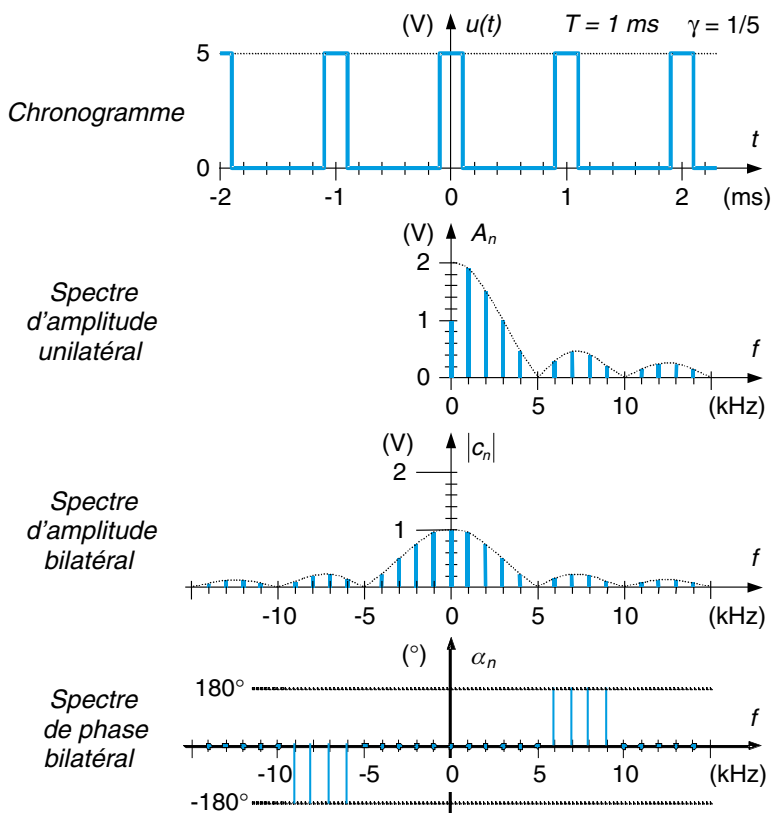 (V) u(t) T = 1 ms γ = 1/5
5
Chronogramme
t
0
-2 -1 0 1 2 (ms)
(V) A_n
2
Spectre
d'amplitude
unilatéral
1
f
0
0 5 10 (kHz)
(V) |c_n|
2
Spectre
d'amplitude
bilatéral
1
f
-10 -5 0 5 10 (kHz)
(°) α_n
180°
Spectre
de phase
bilatéral
f
-10 -5 0 5 10 (kHz)
-180°